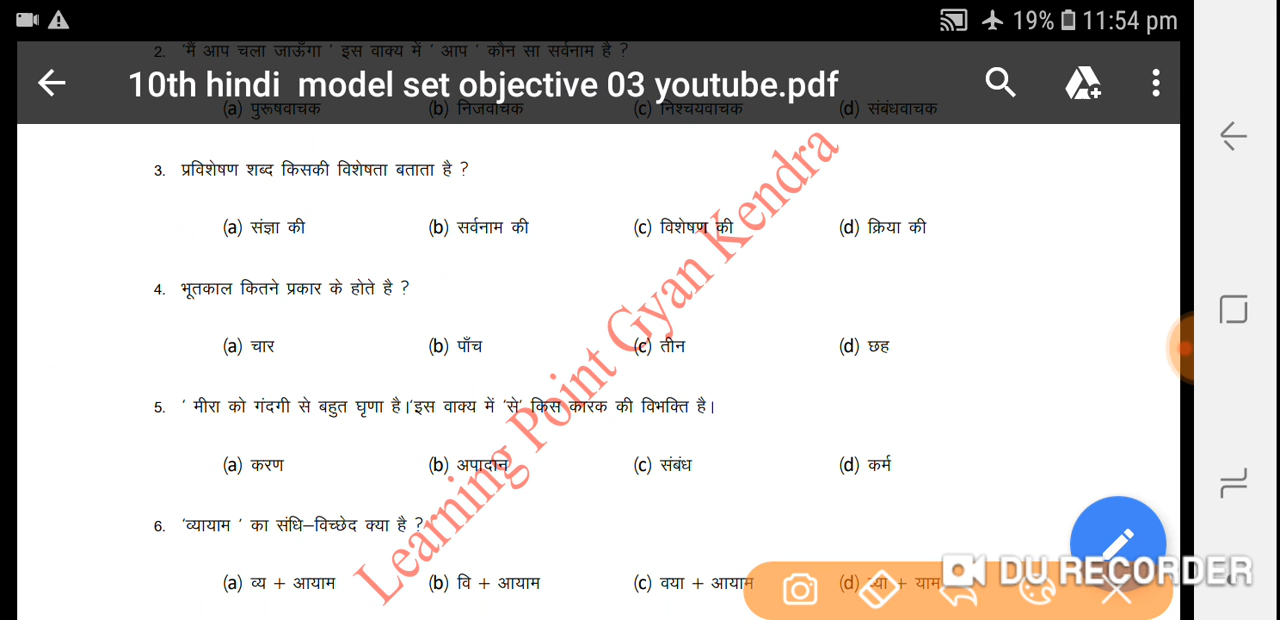 19% 11:54 pm
2. 'मैं आप चला जाऊँगा ' इस वाक्य में ' आप ' कौन सा सर्वनाम है ?
10th hindi model set objective 03 youtube.pdf
(a) पुरूषवाचक (b) निजवाचक (c) निश्चयवाचक (d) संबंधवाचक
3. प्रविशेषण शब्द किसकी विशेषता बताता है ?
(a) संज्ञा की (b) सर्वनाम की (c) विशेषण की (d) क्रिया की
4. भूतकाल कितने प्रकार के होते है ?
(a) चार (b) पाँच (c) तीन (d) छह
5. ' मीरा को गंदगी से बहुत घृणा है।'इस वाक्य में 'से' किस कारक की विभक्ति है।
(a) करण (b) अपादान (c) संबंध (d) कर्म
6. 'व्यायाम ' का संधि–विच्छेद क्या है ?
(a) व्य + आयाम (b) वि + आयाम (c) वया + आयाम (d) व्या + याम
Learning Point Gyan Kendra
DU RECORDER